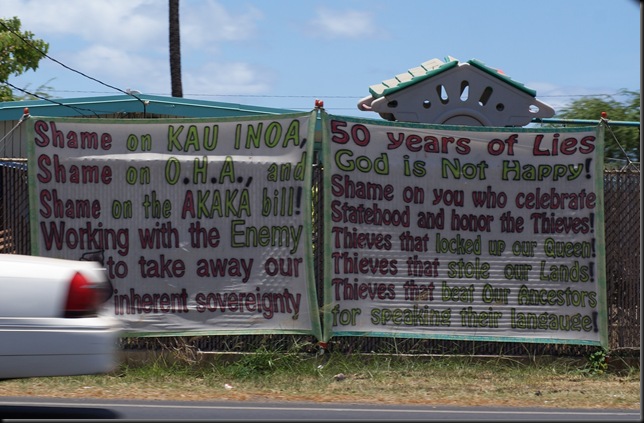 Shame on KAU INOA,
Shame on O.H.A., and
Shame on the AKAKA bill!
Working with the Enemy
to take away our
inherent sovereignty
50 years of Lies
God is Not Happy!
Shame on you who celebrate
Statehood and honor the Thieves!
Thieves that locked up our Queen!
Thieves that stole our Lands!
Thieves that beat Our Ancestors
for speaking their langauge!